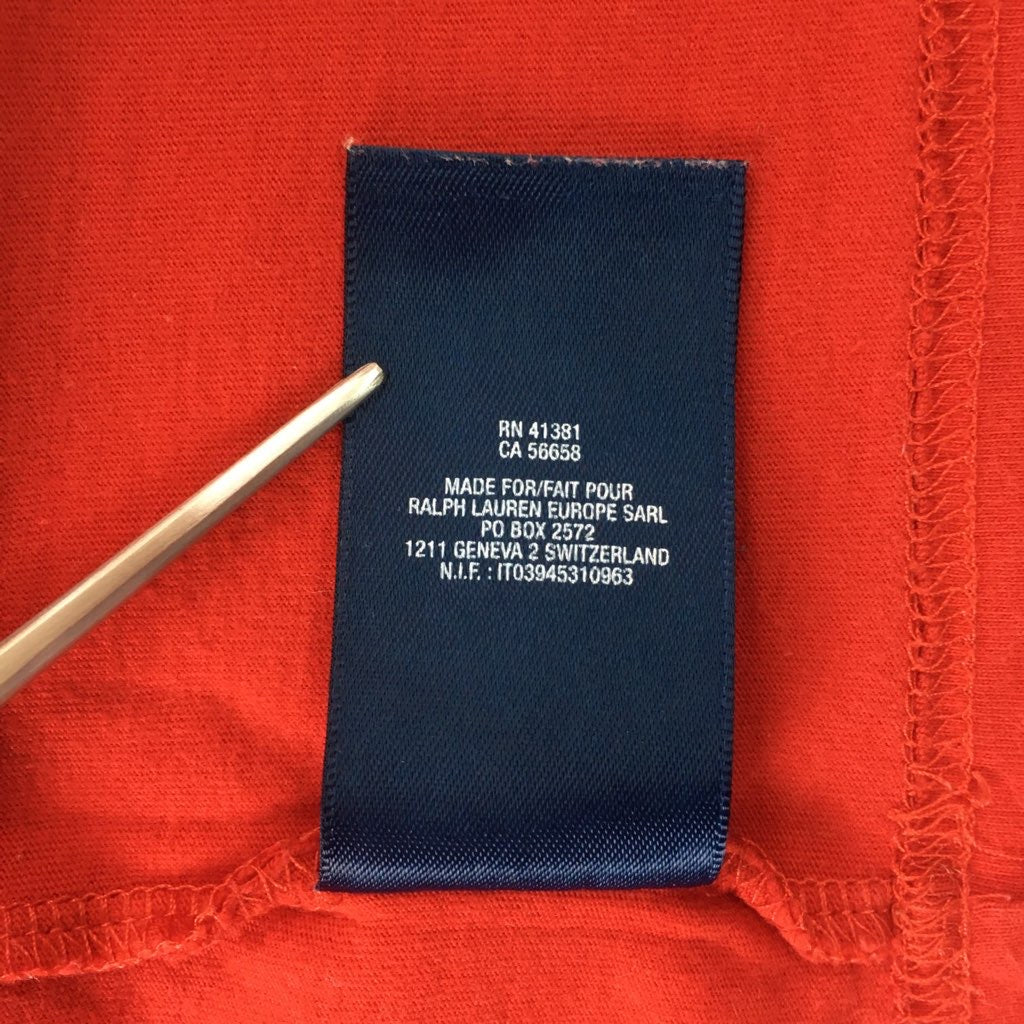 RN 41381
CA 56658
MADE FOR/FAIT POUR
RALPH LAUREN EUROPE SARL
PO BOX 2572
1211 GENEVA 2 SWITZERLAND
N.I.F. : IT03945310963